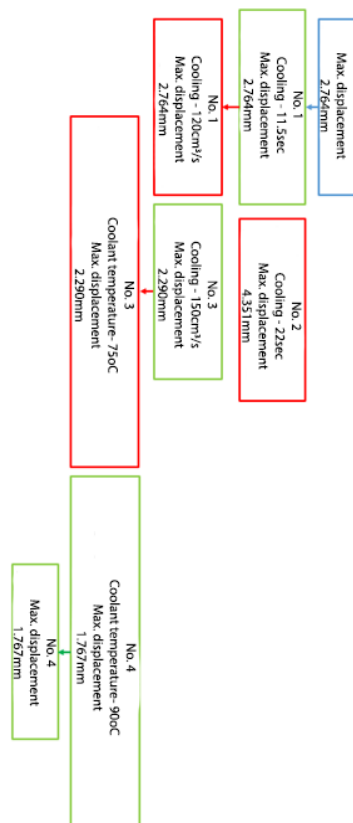 Max. displacement
2.764mm
No. 1
Cooling - 11.5sec
Max. displacement
2.764mm
No. 2
Cooling - 22sec
Max. displacement
4.351mm
No. 1
Cooling - 120cm³/s
Max. displacement
2.764mm
No. 3
Cooling - 150cm³/s
Max. displacement
2.290mm
No. 3
Coolant temperature- 75oC
Max. displacement
2.290mm
No. 4
Coolant temperature- 90oC
Max. displacement
1.767mm
No. 4
Max. displacement
1.767mm